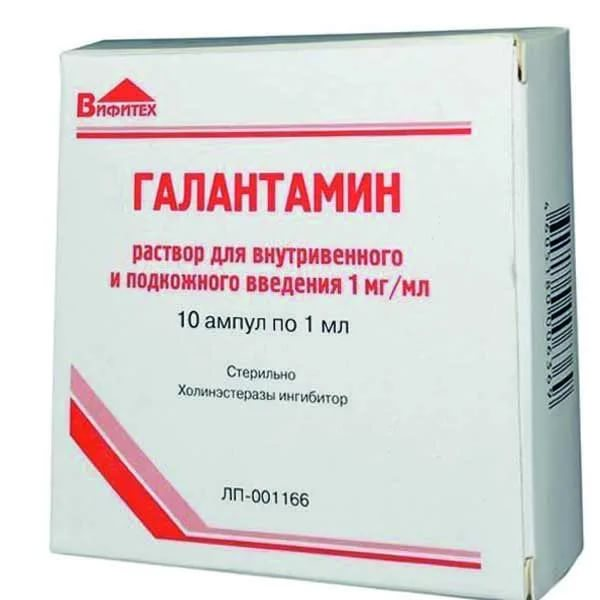 ВИФИТЕХ
ГАЛАНТАМИН
раствор для внутривенного
и подкожного введения 1 мг/мл
10 ампул по 1 мл
Стерильно
Холинэстеразы ингибитор
ЛП-001166